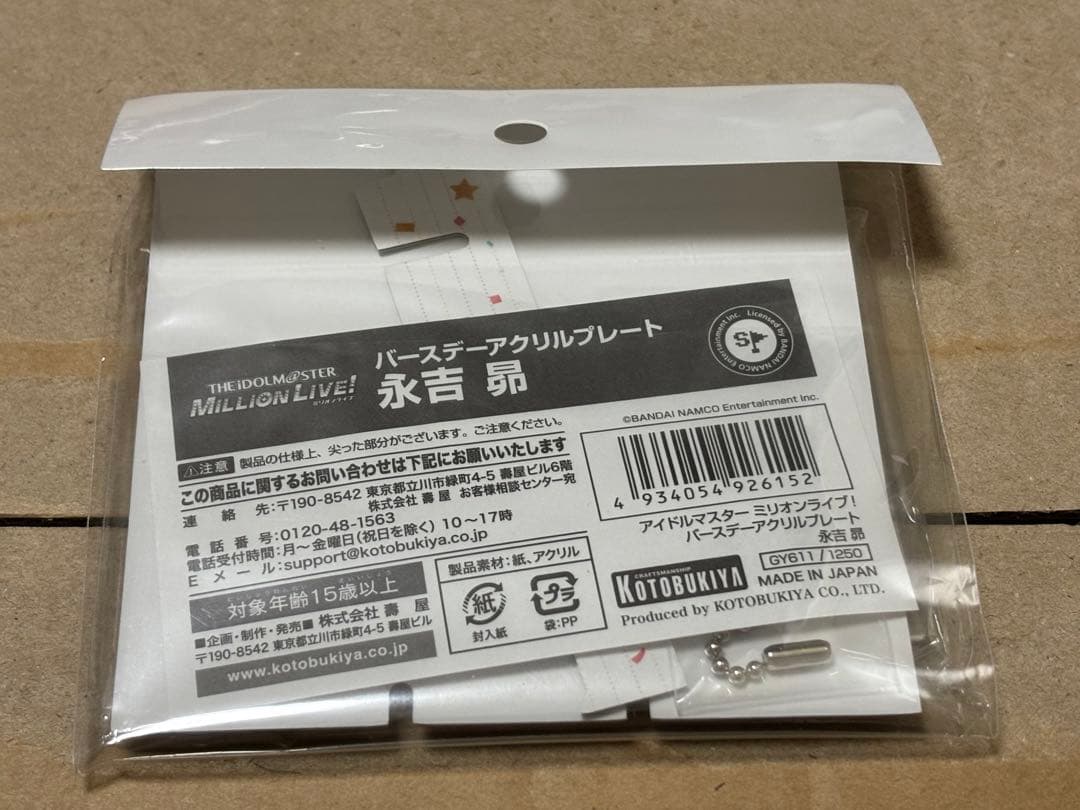 THE iDOLM@STER
MiLLiON LiVE!
ミリオンライブ
バースデーアクリルプレート
永吉 昴
Licensed by BANDAI NAMCO Entertainment Inc.
©BANDAI NAMCO Entertainment Inc.
⚠注意 製品の仕様上、尖った部分がございます。ご注意ください。
この商品に関するお問い合わせは下記にお願いいたします
連絡先:〒190-8542 東京都立川市緑町4-5 壽屋ビル6階
株式会社 壽 屋 お客様相談センター宛
電話番号:0120-48-1563
電話受付時間:月～金曜日(祝日を除く) 10～17時
Eメール:support@kotobukiya.co.jp
対象年齢15歳以上
■企画・制作・発売■ 株式会社 壽 屋
〒190-8542 東京都立川市緑町4-5 壽屋ビル
www.kotobukiya.co.jp
製品素材:紙、アクリル
紙
封入紙
プラ
袋:PP
4 934054 926152
アイドルマスター ミリオンライブ!
バースデーアクリルプレート
永吉 昴
GY611/1250
CRAFTSMANSHIP
KOTOBUKIYA
MADE IN JAPAN
Produced by KOTOBUKIYA CO., LTD.